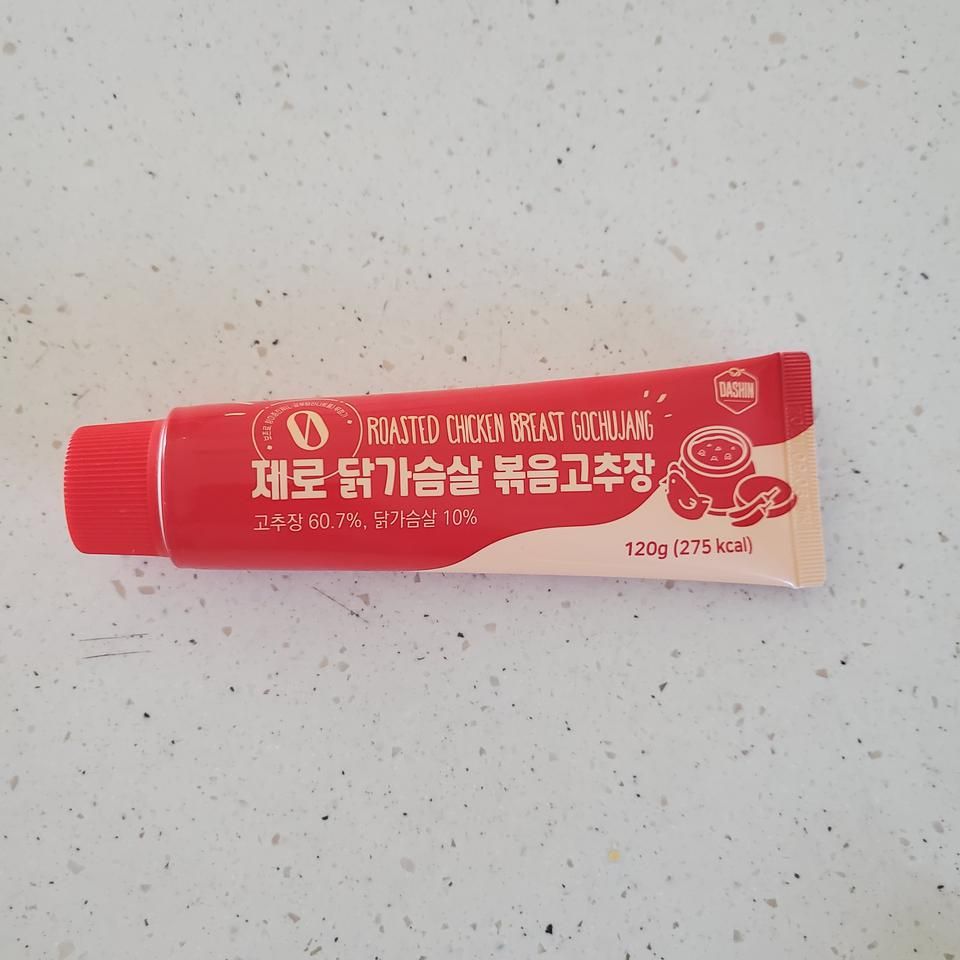 DASHIN
0
ROASTED CHICKEN BREAST GOCHUJANG
제로 닭가슴살 볶음고추장
고추장 60.7%, 닭가슴살 10%
120g (275 kcal)